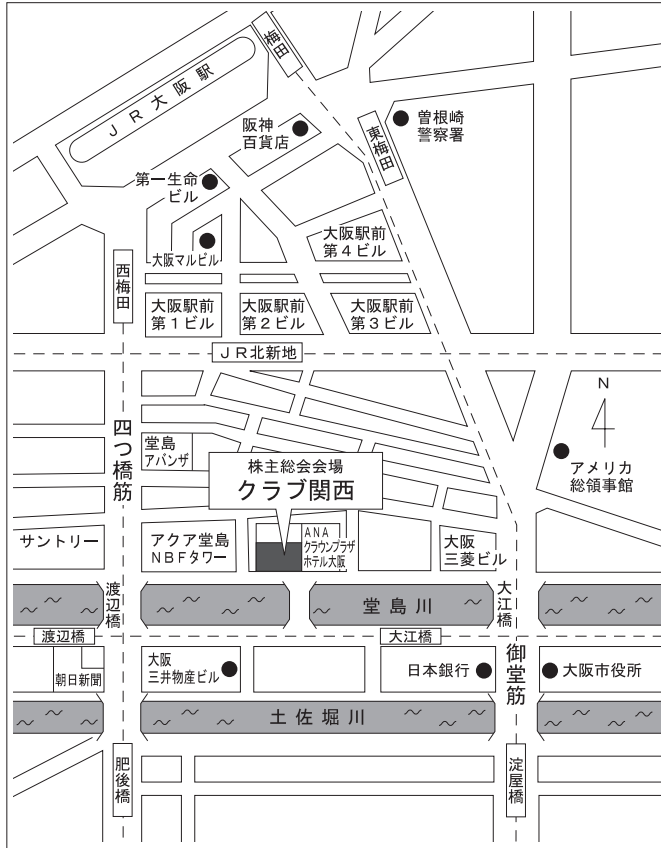 梅田
JR大阪駅
阪神
百貨店
曽根崎
警察署
東梅田
第一生命
ビル
大阪マルビル
大阪駅前
第4ビル
西梅田
大阪駅前
第1ビル
大阪駅前
第2ビル
大阪駅前
第3ビル
JR北新地
N
四つ橋筋
堂島
アバンザ
株主総会会場
クラブ関西
アメリカ
総領事館
サントリー
アクア堂島
NBFタワー
ANA
クラウンプラザ
ホテル大阪
大阪
三菱ビル
渡辺橋
堂島川
大江橋
渡辺橋
大江橋
御堂筋
朝日新聞
大阪
三井物産ビル
日本銀行
大阪市役所
土佐堀川
肥後橋
淀屋橋